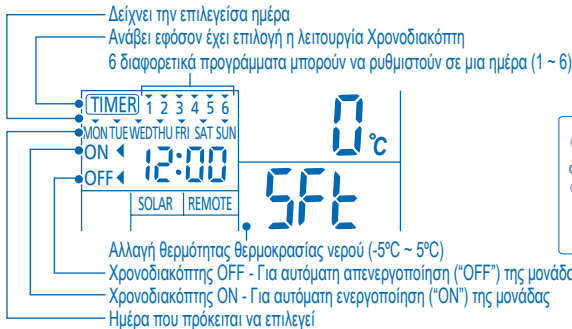 Δείχνει την επιλεγείσα ημέρα
Ανάβει εφόσον έχει επιλογή η λειτουργία Χρονοδιακόπτη
6 διαφορετικά προγράμματα μπορούν να ρυθμιστούν σε μια ημέρα (1 ~ 6)
TIMER 1 2 3 4 5 6
MON TUE WED THU FRI SAT SUN
ON
12:00
OFF
SOLAR REMOTE
0 °C
.SFt
Αλλαγή θερμότητας θερμοκρασίας νερού (-5ºC ~ 5ºC)
Χρονοδιακόπτης OFF - Για αυτόματη απενεργοποίηση (“OFF”) της μονάδα
Χρονοδιακόπτης ON - Για αυτόματη ενεργοποίηση (“ON”) της μονάδας
Ημέρα που πρόκειται να επιλεγεί